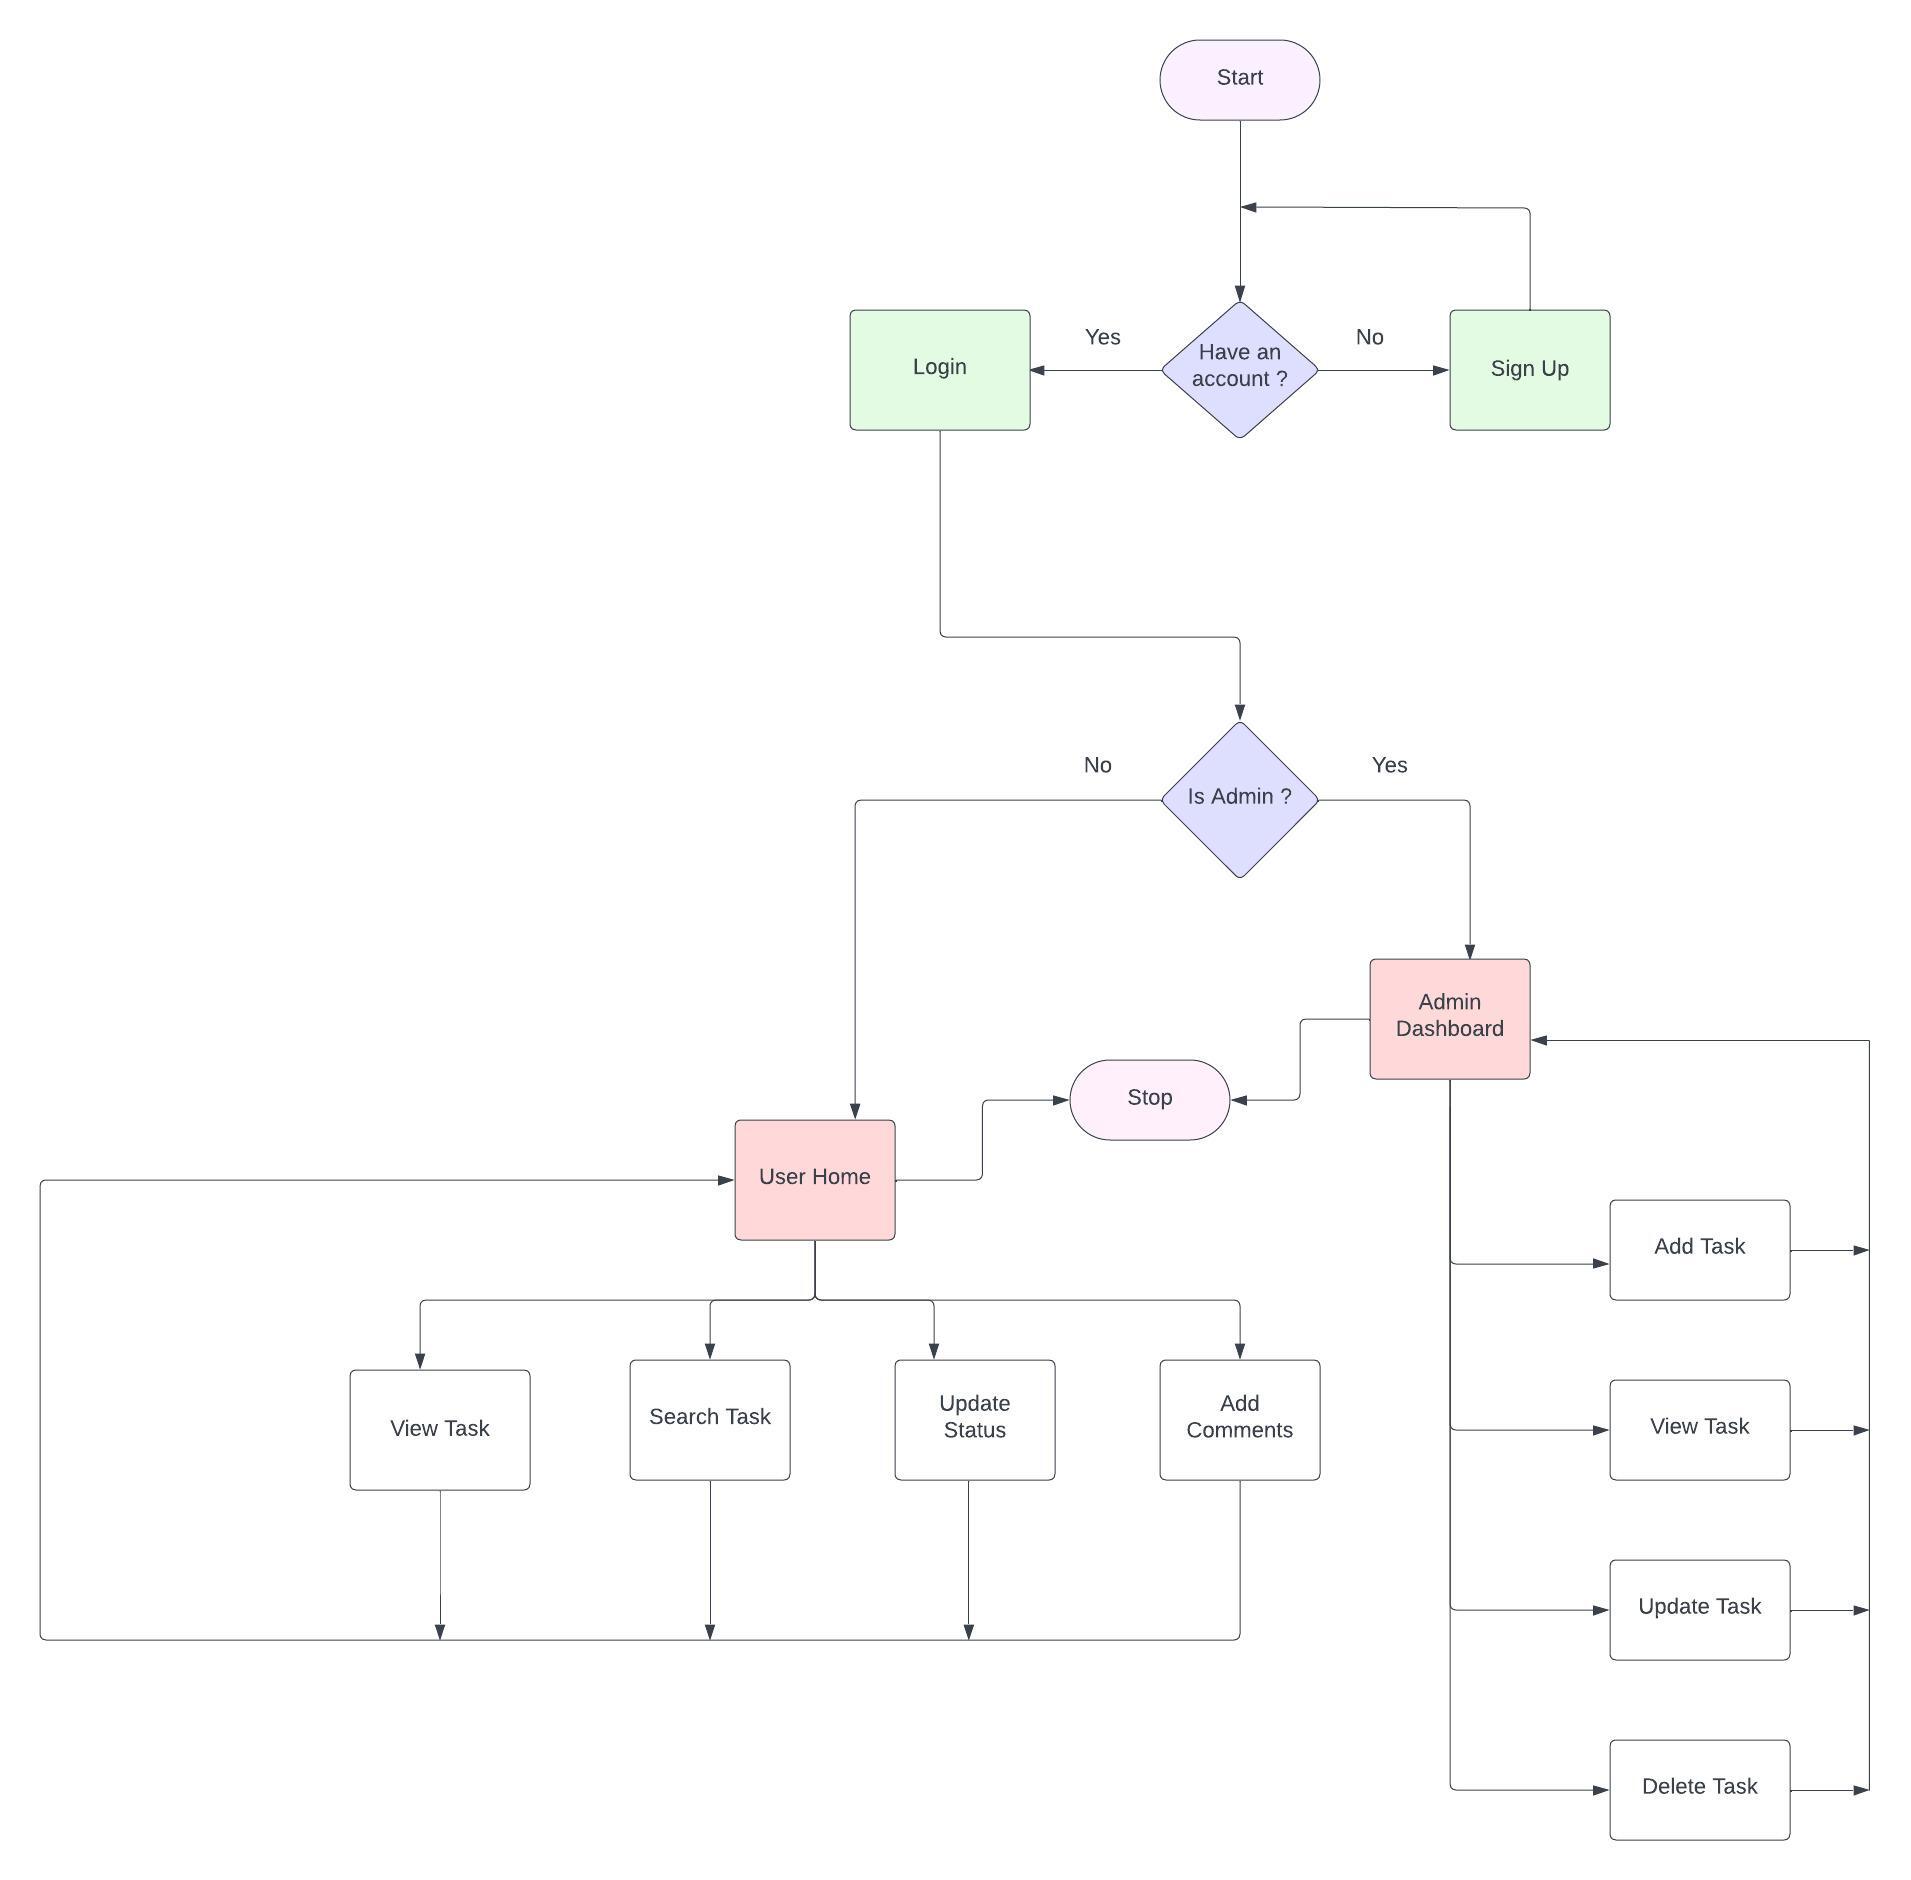 Start
Yes
No
Login
Have an
account ?
Sign Up
No
Yes
Is Admin ?
Admin
Dashboard
Stop
User Home
Add Task
View Task
Search Task
Update
Status
Add
Comments
View Task
Update Task
Delete Task